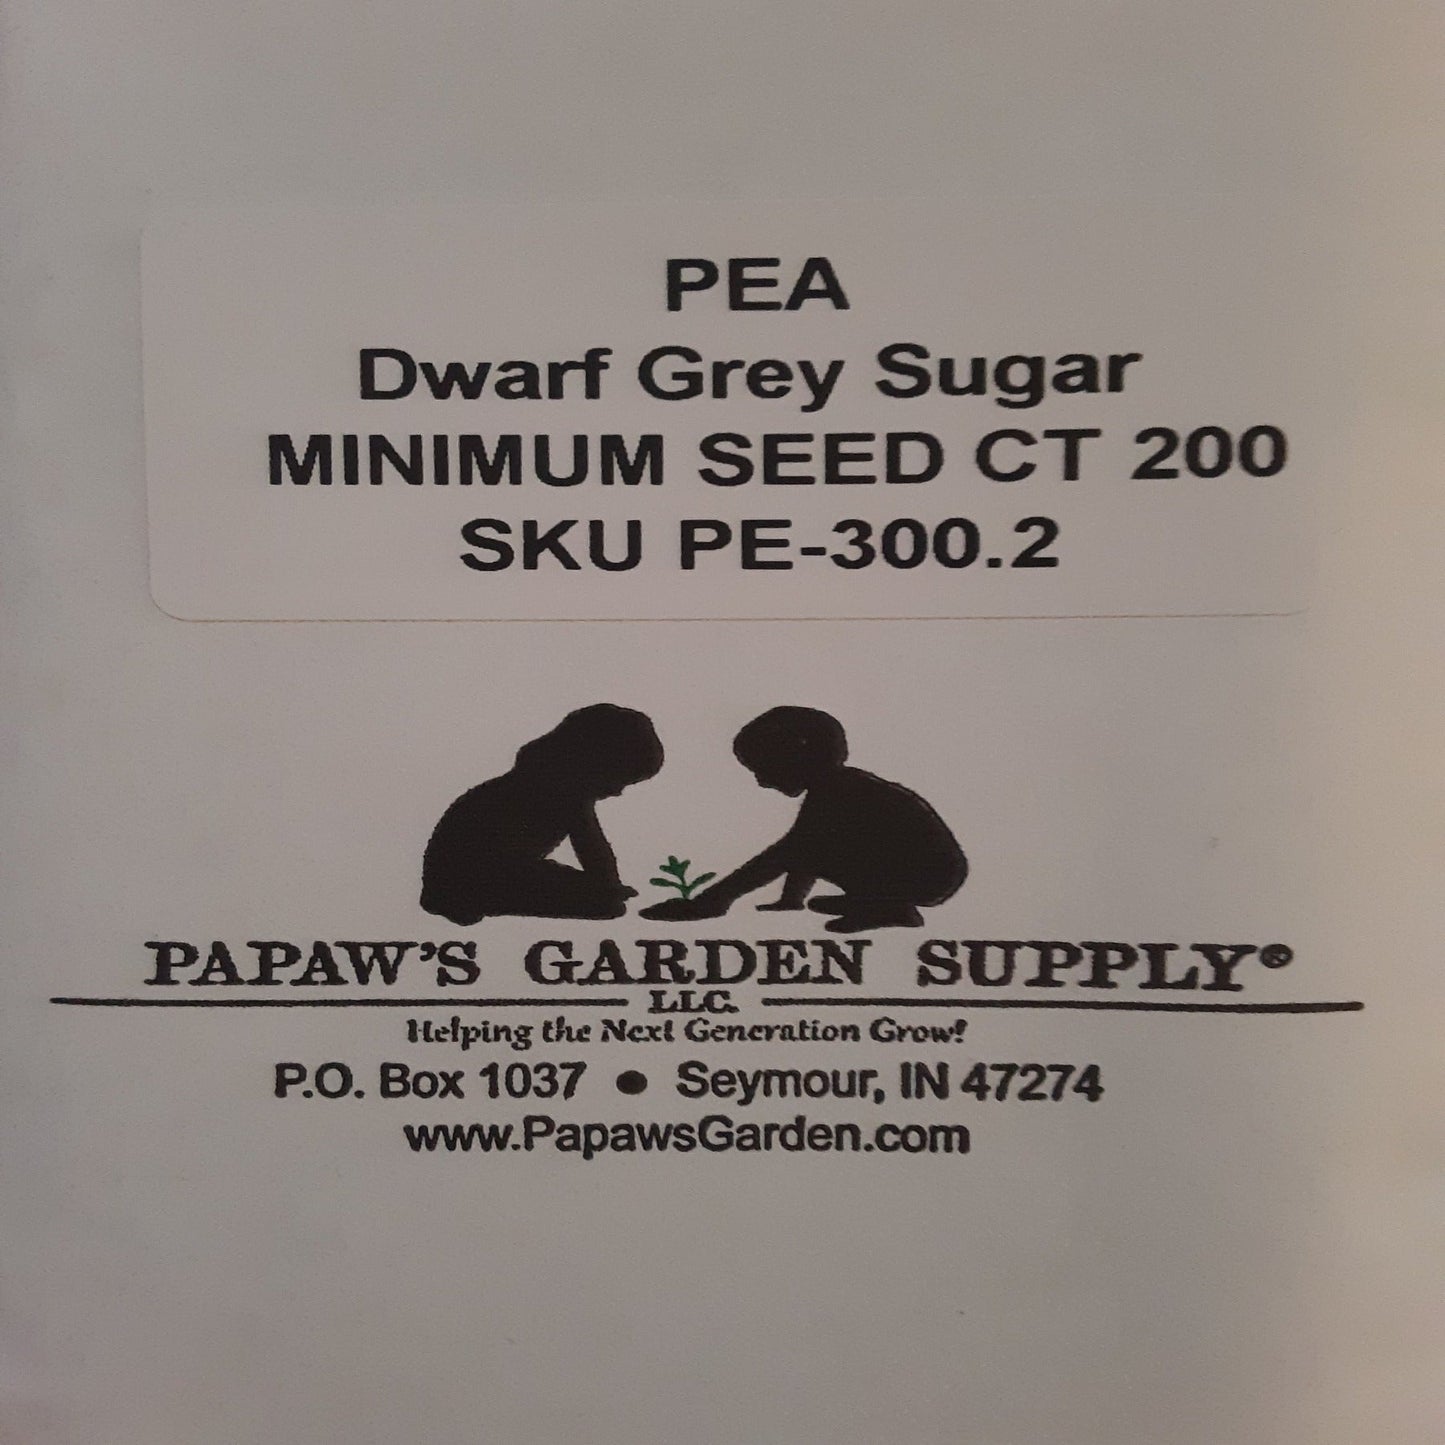 PEA
Dwarf Grey Sugar
MINIMUM SEED CT 200
SKU PE-300.2
PAPAW'S GARDEN SUPPLY®
LLC.
Helping the Next Generation Grow!
P.O. Box 1037 • Seymour, IN 47274
www.PapawsGarden.com